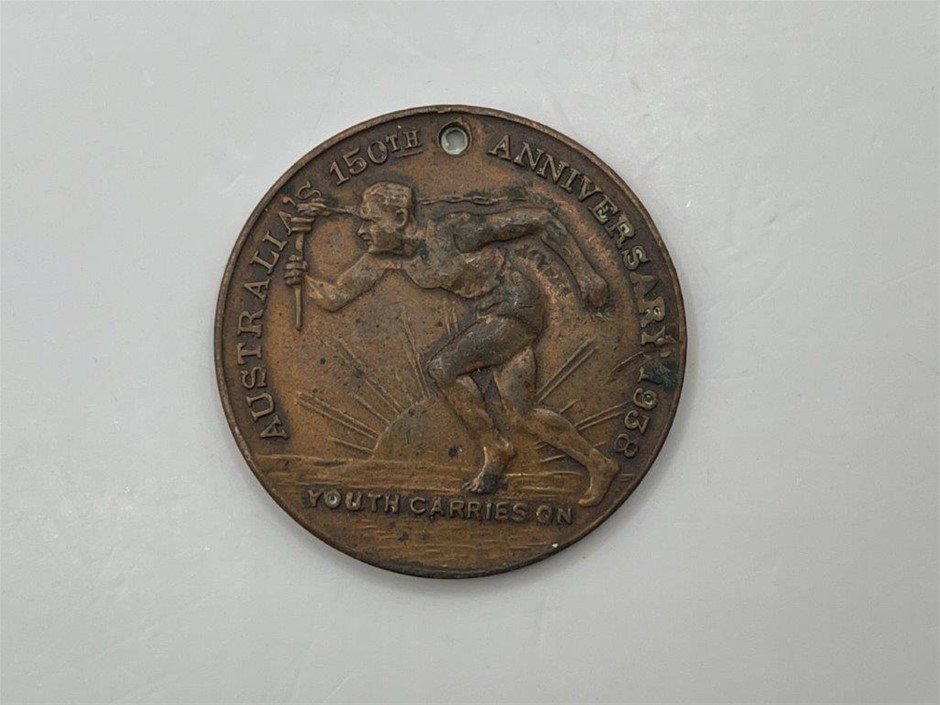 AUSTRALIA'S 150TH ANNIVERSARY 1938
YOUTH CARRIES ON